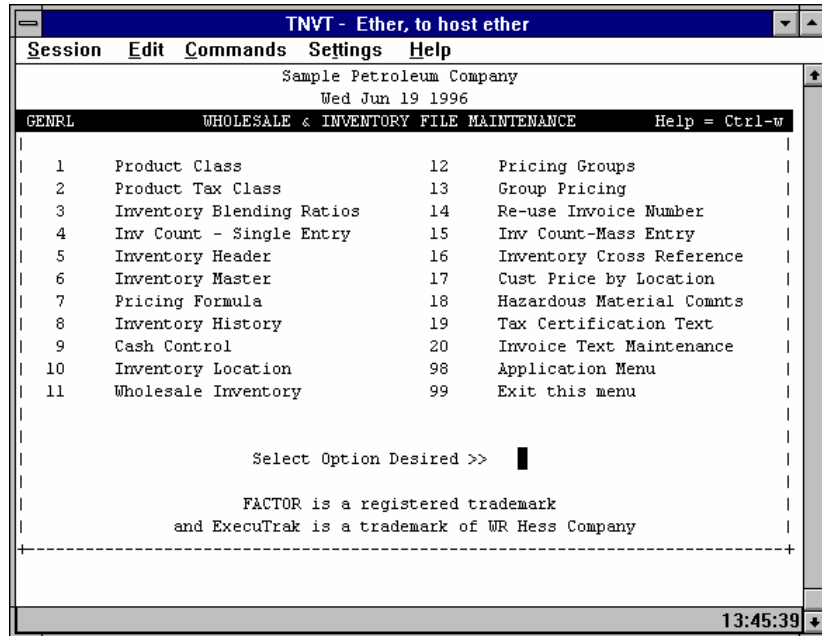 TNVT - Ether, to host ether
Session Edit Commands Settings Help
Sample Petroleum Company
Wed Jun 19 1996
GENRL WHOLESALE & INVENTORY FILE MAINTENANCE Help = Ctrl-w
1 Product Class 12 Pricing Groups
2 Product Tax Class 13 Group Pricing
3 Inventory Blending Ratios 14 Re-use Invoice Number
4 Inv Count - Single Entry 15 Inv Count-Mass Entry
5 Inventory Header 16 Inventory Cross Reference
6 Inventory Master 17 Cust Price by Location
7 Pricing Formula 18 Hazardous Material Comnts
8 Inventory History 19 Tax Certification Text
9 Cash Control 20 Invoice Text Maintenance
10 Inventory Location 98 Application Menu
11 Wholesale Inventory 99 Exit this menu
Select Option Desired >>
FACTOR is a registered trademark
and ExecuTrak is a trademark of WR Hess Company
13:45:39